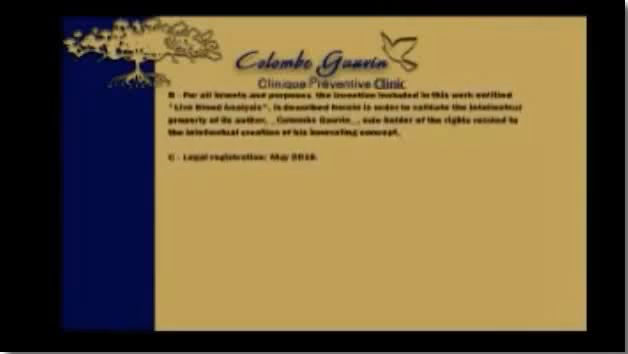 Colombe Gauvin
Clinique Préventive Clinic
B - For all intents and purposes, the invention included in this work entitled
"Live Blood Analysis", is described herein in order to validate the intellectual
property of its author, _ Colombe Gauvin _, sole holder of the rights related to
the intellectual creation of his innovating concept.
C - Legal registration: May